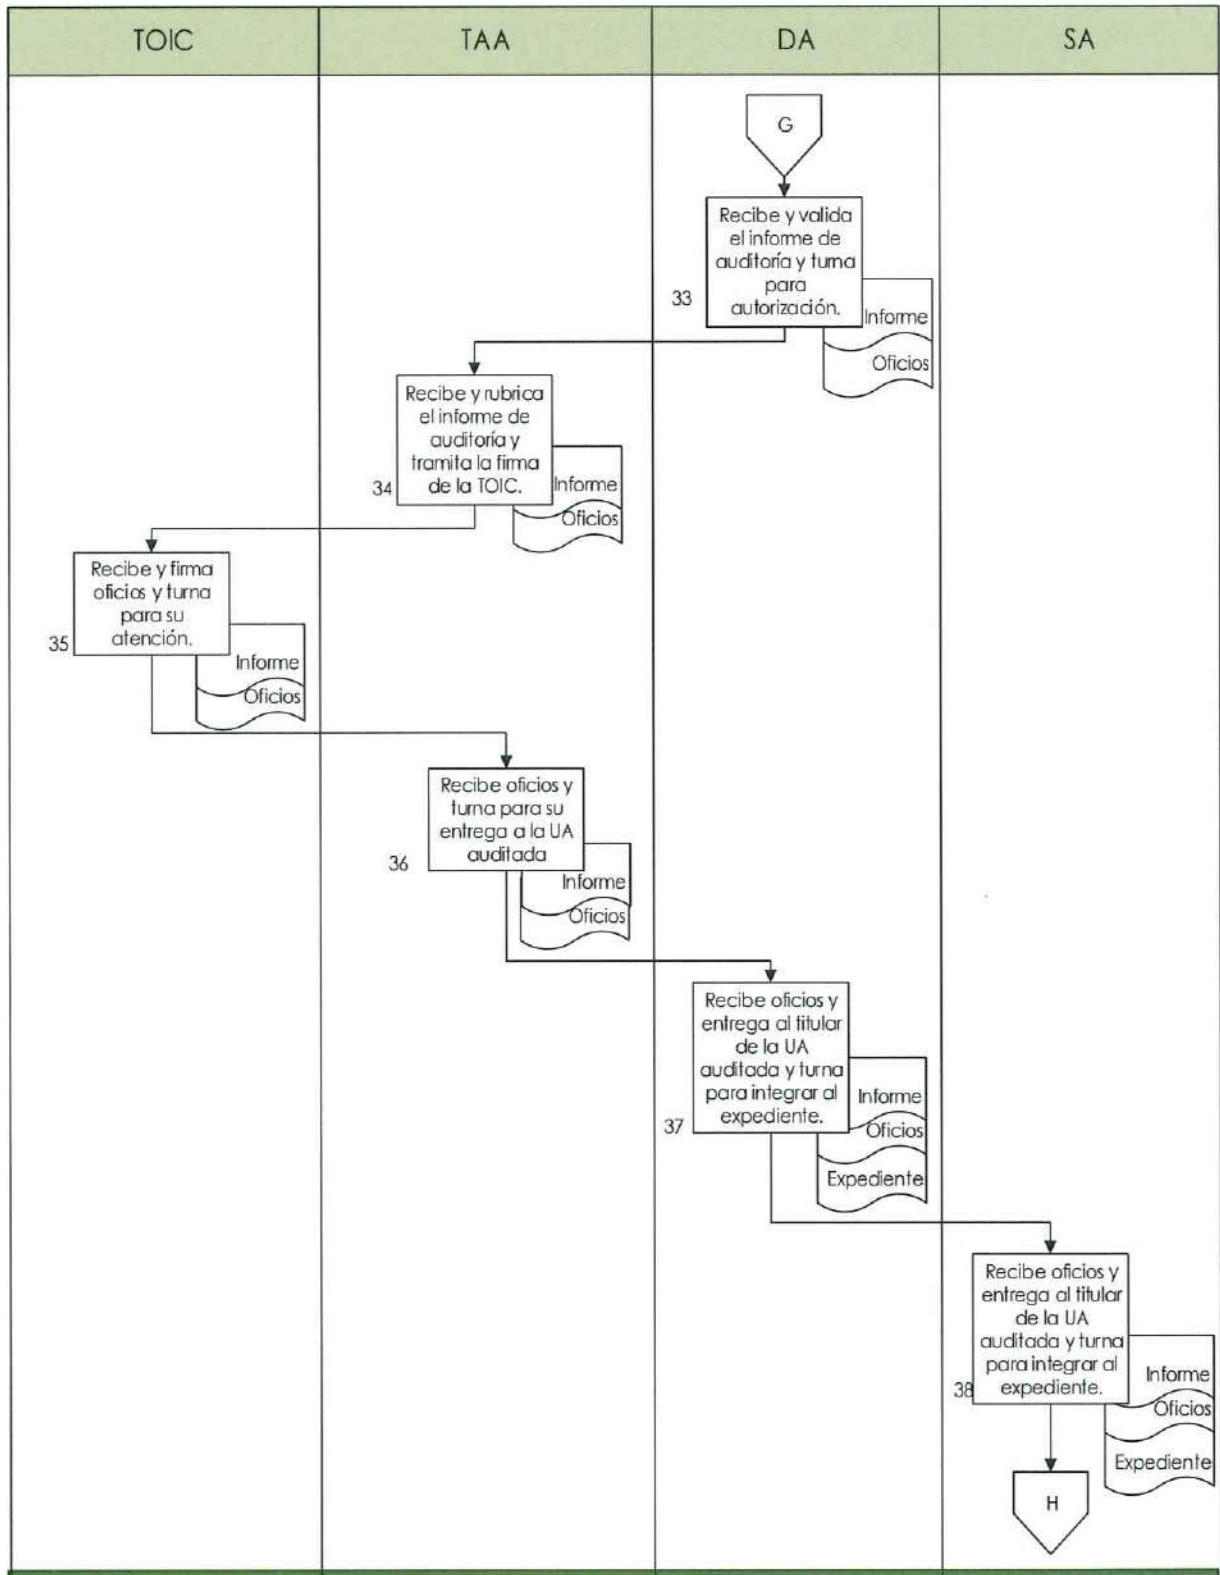 TOIC
TAA
DA
SA
G
Recibe y valida
el informe de
auditoría y turna
para
autorización.
33
Informe
Oficios
Recibe y rubrica
el informe de
auditoría y
tramita la firma
de la TOIC.
34
Informe
Oficios
Recibe y firma
oficios y turna
para su
atención.
35
Informe
Oficios
Recibe oficios y
turna para su
entrega a la UA
auditada
36
Informe
Oficios
Recibe oficios y
entrega al titular
de la UA
auditada y turna
para integrar al
expediente.
37
Informe
Oficios
Expediente
Recibe oficios y
entrega al titular
de la UA
auditada y turna
para integrar al
expediente.
38
Informe
Oficios
Expediente
H